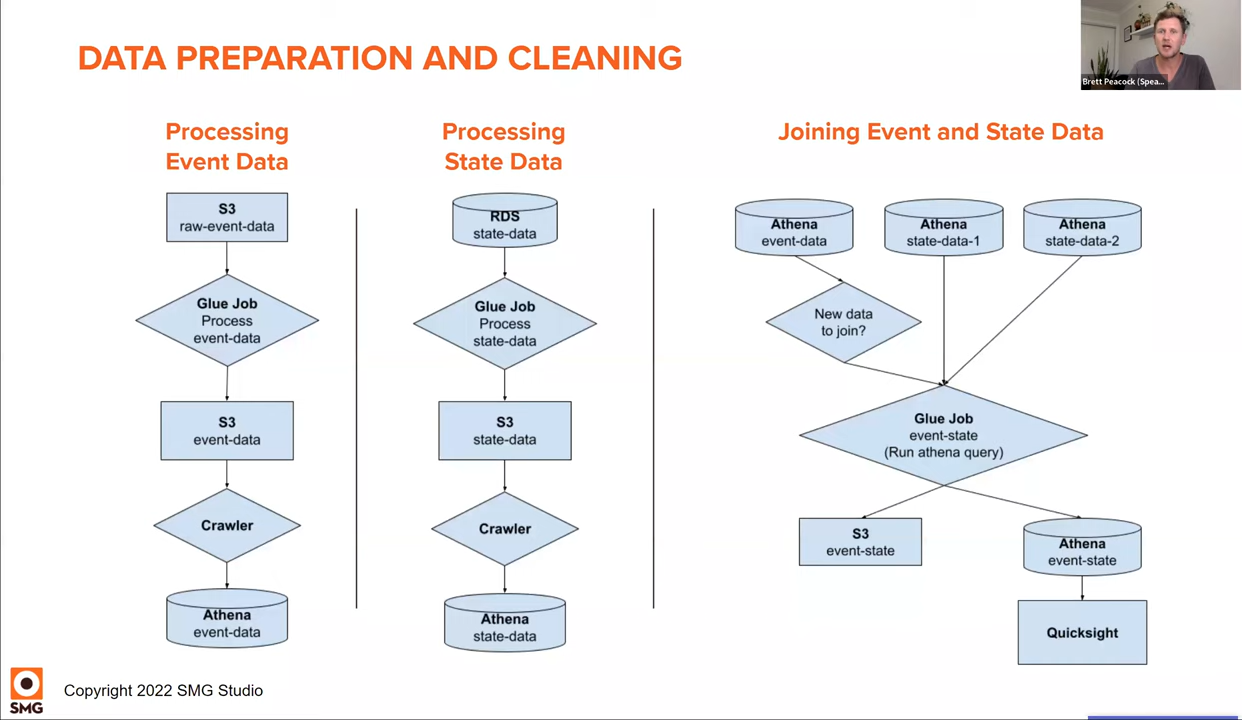 DATA PREPARATION AND CLEANING
Brett Peacock (Spea...
Processing
Event Data
S3
raw-event-data
Glue Job
Process
event-data
S3
event-data
Crawler
Athena
event-data
Processing
State Data
RDS
state-data
Glue Job
Process
state-data
S3
state-data
Crawler
Athena
state-data
Joining Event and State Data
Athena
event-data
Athena
state-data-1
Athena
state-data-2
New data
to join?
Glue Job
event-state
(Run athena query)
S3
event-state
Athena
event-state
Quicksight
SMG
Copyright 2022 SMG Studio